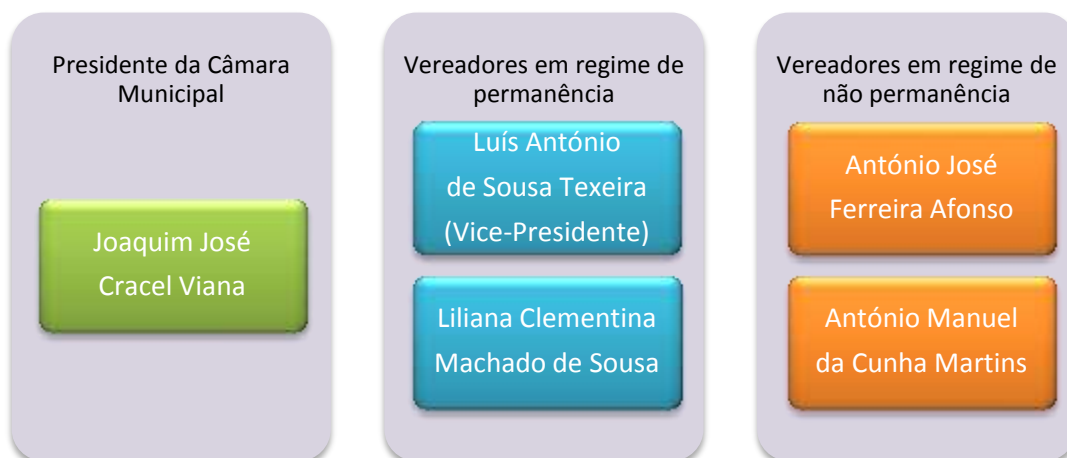 Presidente da Câmara
Municipal
Joaquim José
Cracel Viana
Vereadores em regime de
permanência
Luís António
de Sousa Texeira
(Vice-Presidente)
Liliana Clementina
Machado de Sousa
Vereadores em regime de
não permanência
António José
Ferreira Afonso
António Manuel
da Cunha Martins